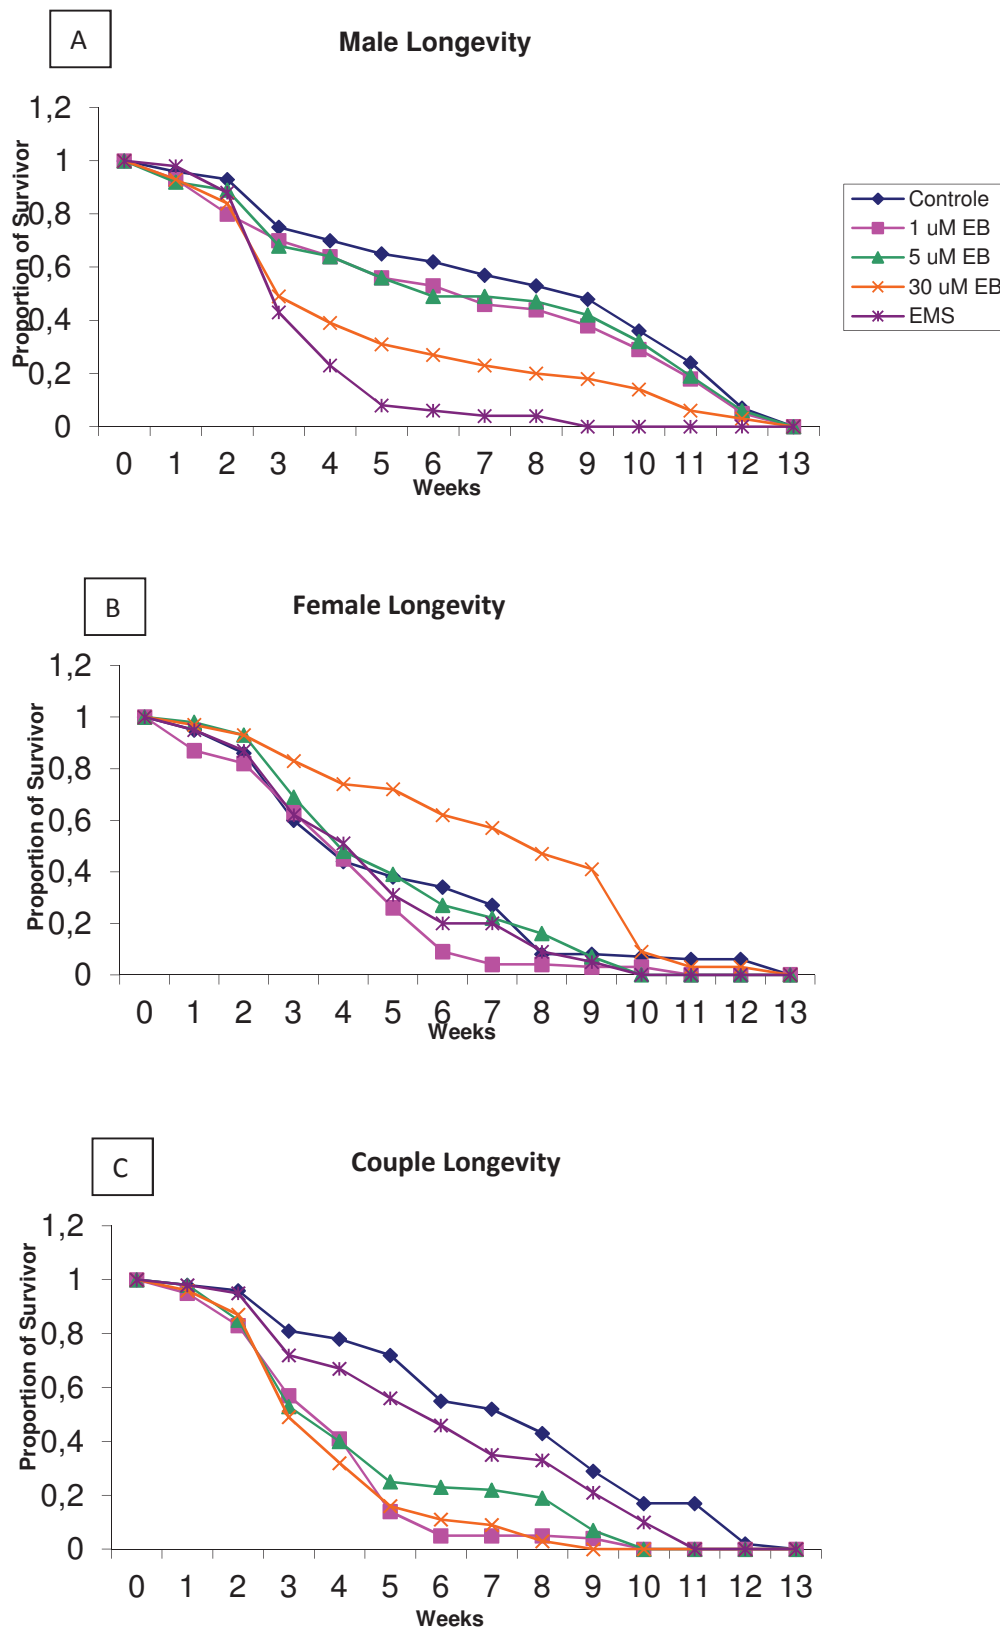 A
Male Longevity
1,2
1
0,8
0,6
0,4
0,2
0
Proportion of Survivor
0 1 2 3 4 5 6 7 8 9 10 11 12 13
Weeks
Controle
1 uM EB
5 uM EB
30 uM EB
EMS
B
Female Longevity
1,2
1
0,8
0,6
0,4
0,2
0
Proportion of Survivor
0 1 2 3 4 5 6 7 8 9 10 11 12 13
Weeks
C
Couple Longevity
1,2
1
0,8
0,6
0,4
0,2
0
Proportion of Survivor
0 1 2 3 4 5 6 7 8 9 10 11 12 13
Weeks